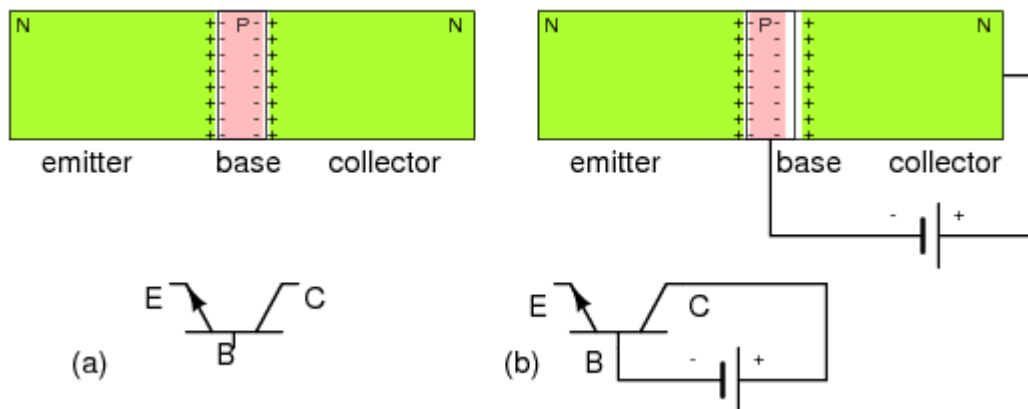 N P N
+ - - +
+ - - +
+ - - +
+ - - +
+ - - +
+ - - +
+ - - +
+ - - +
emitter base collector
E C
B
(a)
N P N
+ - - +
+ - - +
+ - - +
+ - - +
+ - - +
+ - - +
+ - - +
+ - - +
emitter base collector
- +
E C
B - +
(b)